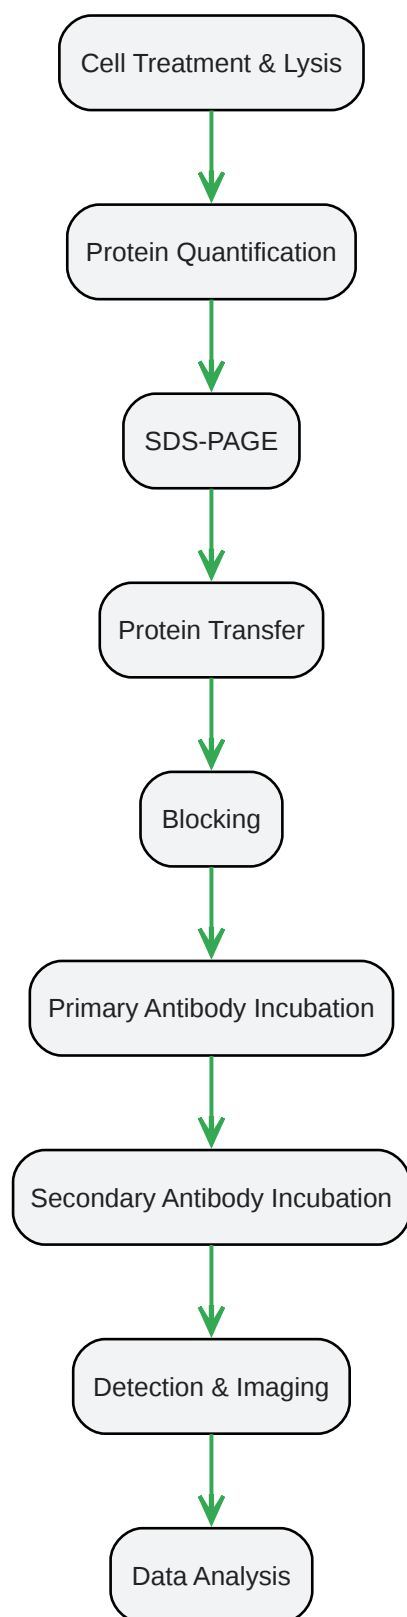 Cell Treatment & Lysis
Protein Quantification
SDS-PAGE
Protein Transfer
Blocking
Primary Antibody Incubation
Secondary Antibody Incubation
Detection & Imaging
Data Analysis